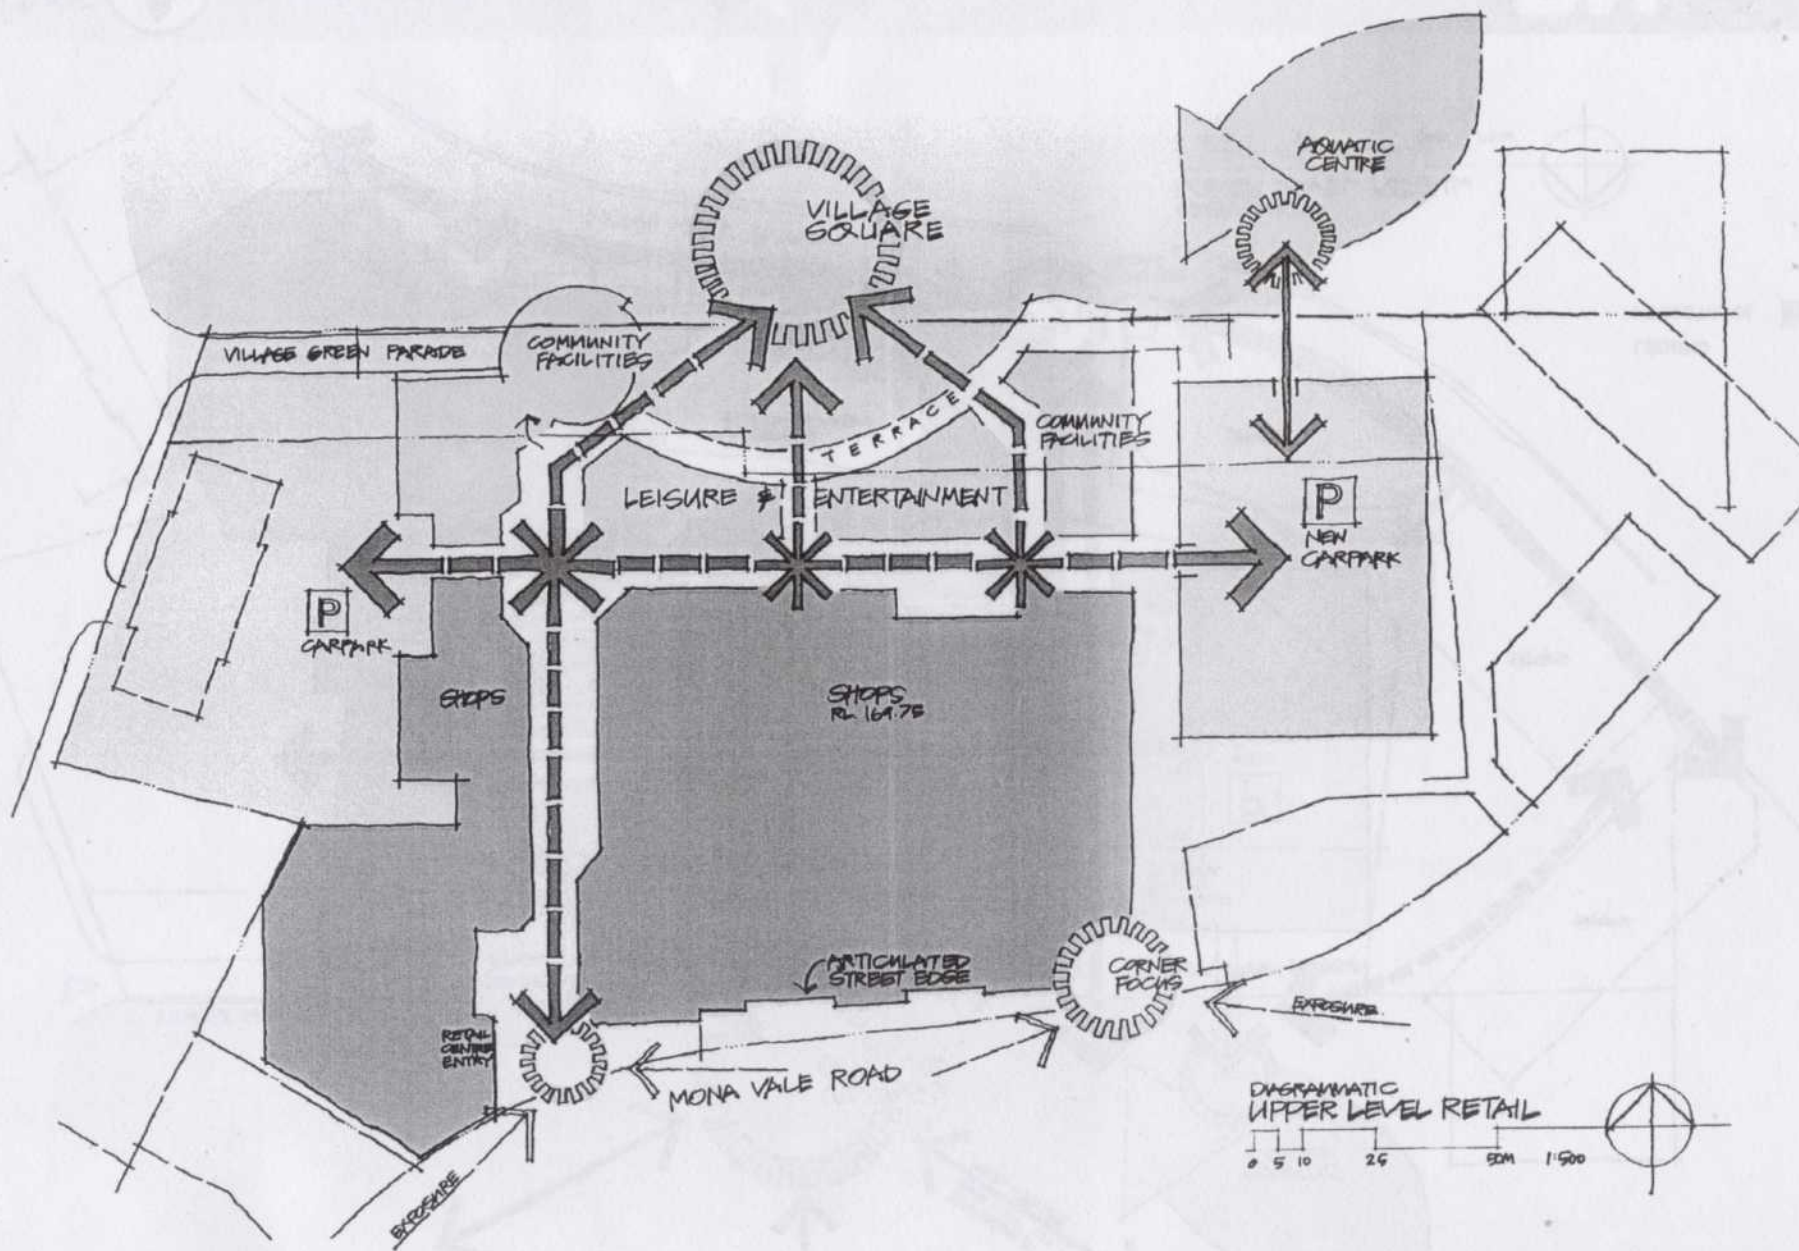 AQUATIC
CENTRE
VILLAGE
SQUARE
VILLAGE GREEN PARADE
COMMUNITY
FACILITIES
TERRACE
COMMUNITY
FACILITIES
LEISURE & ENTERTAINMENT
P
NEW
CARPARK
P
CARPARK
SHOPS
SHOPS
RL 169.75
ARTICULATED
STREET EDGE
CORNER
FOCUS
EXPOSURE
RETAIL
CENTRE
ENTRY
MONA VALE ROAD
EXPOSURE
DIAGRAMMATIC
UPPER LEVEL RETAIL
0 5 10 25 50M 1:500